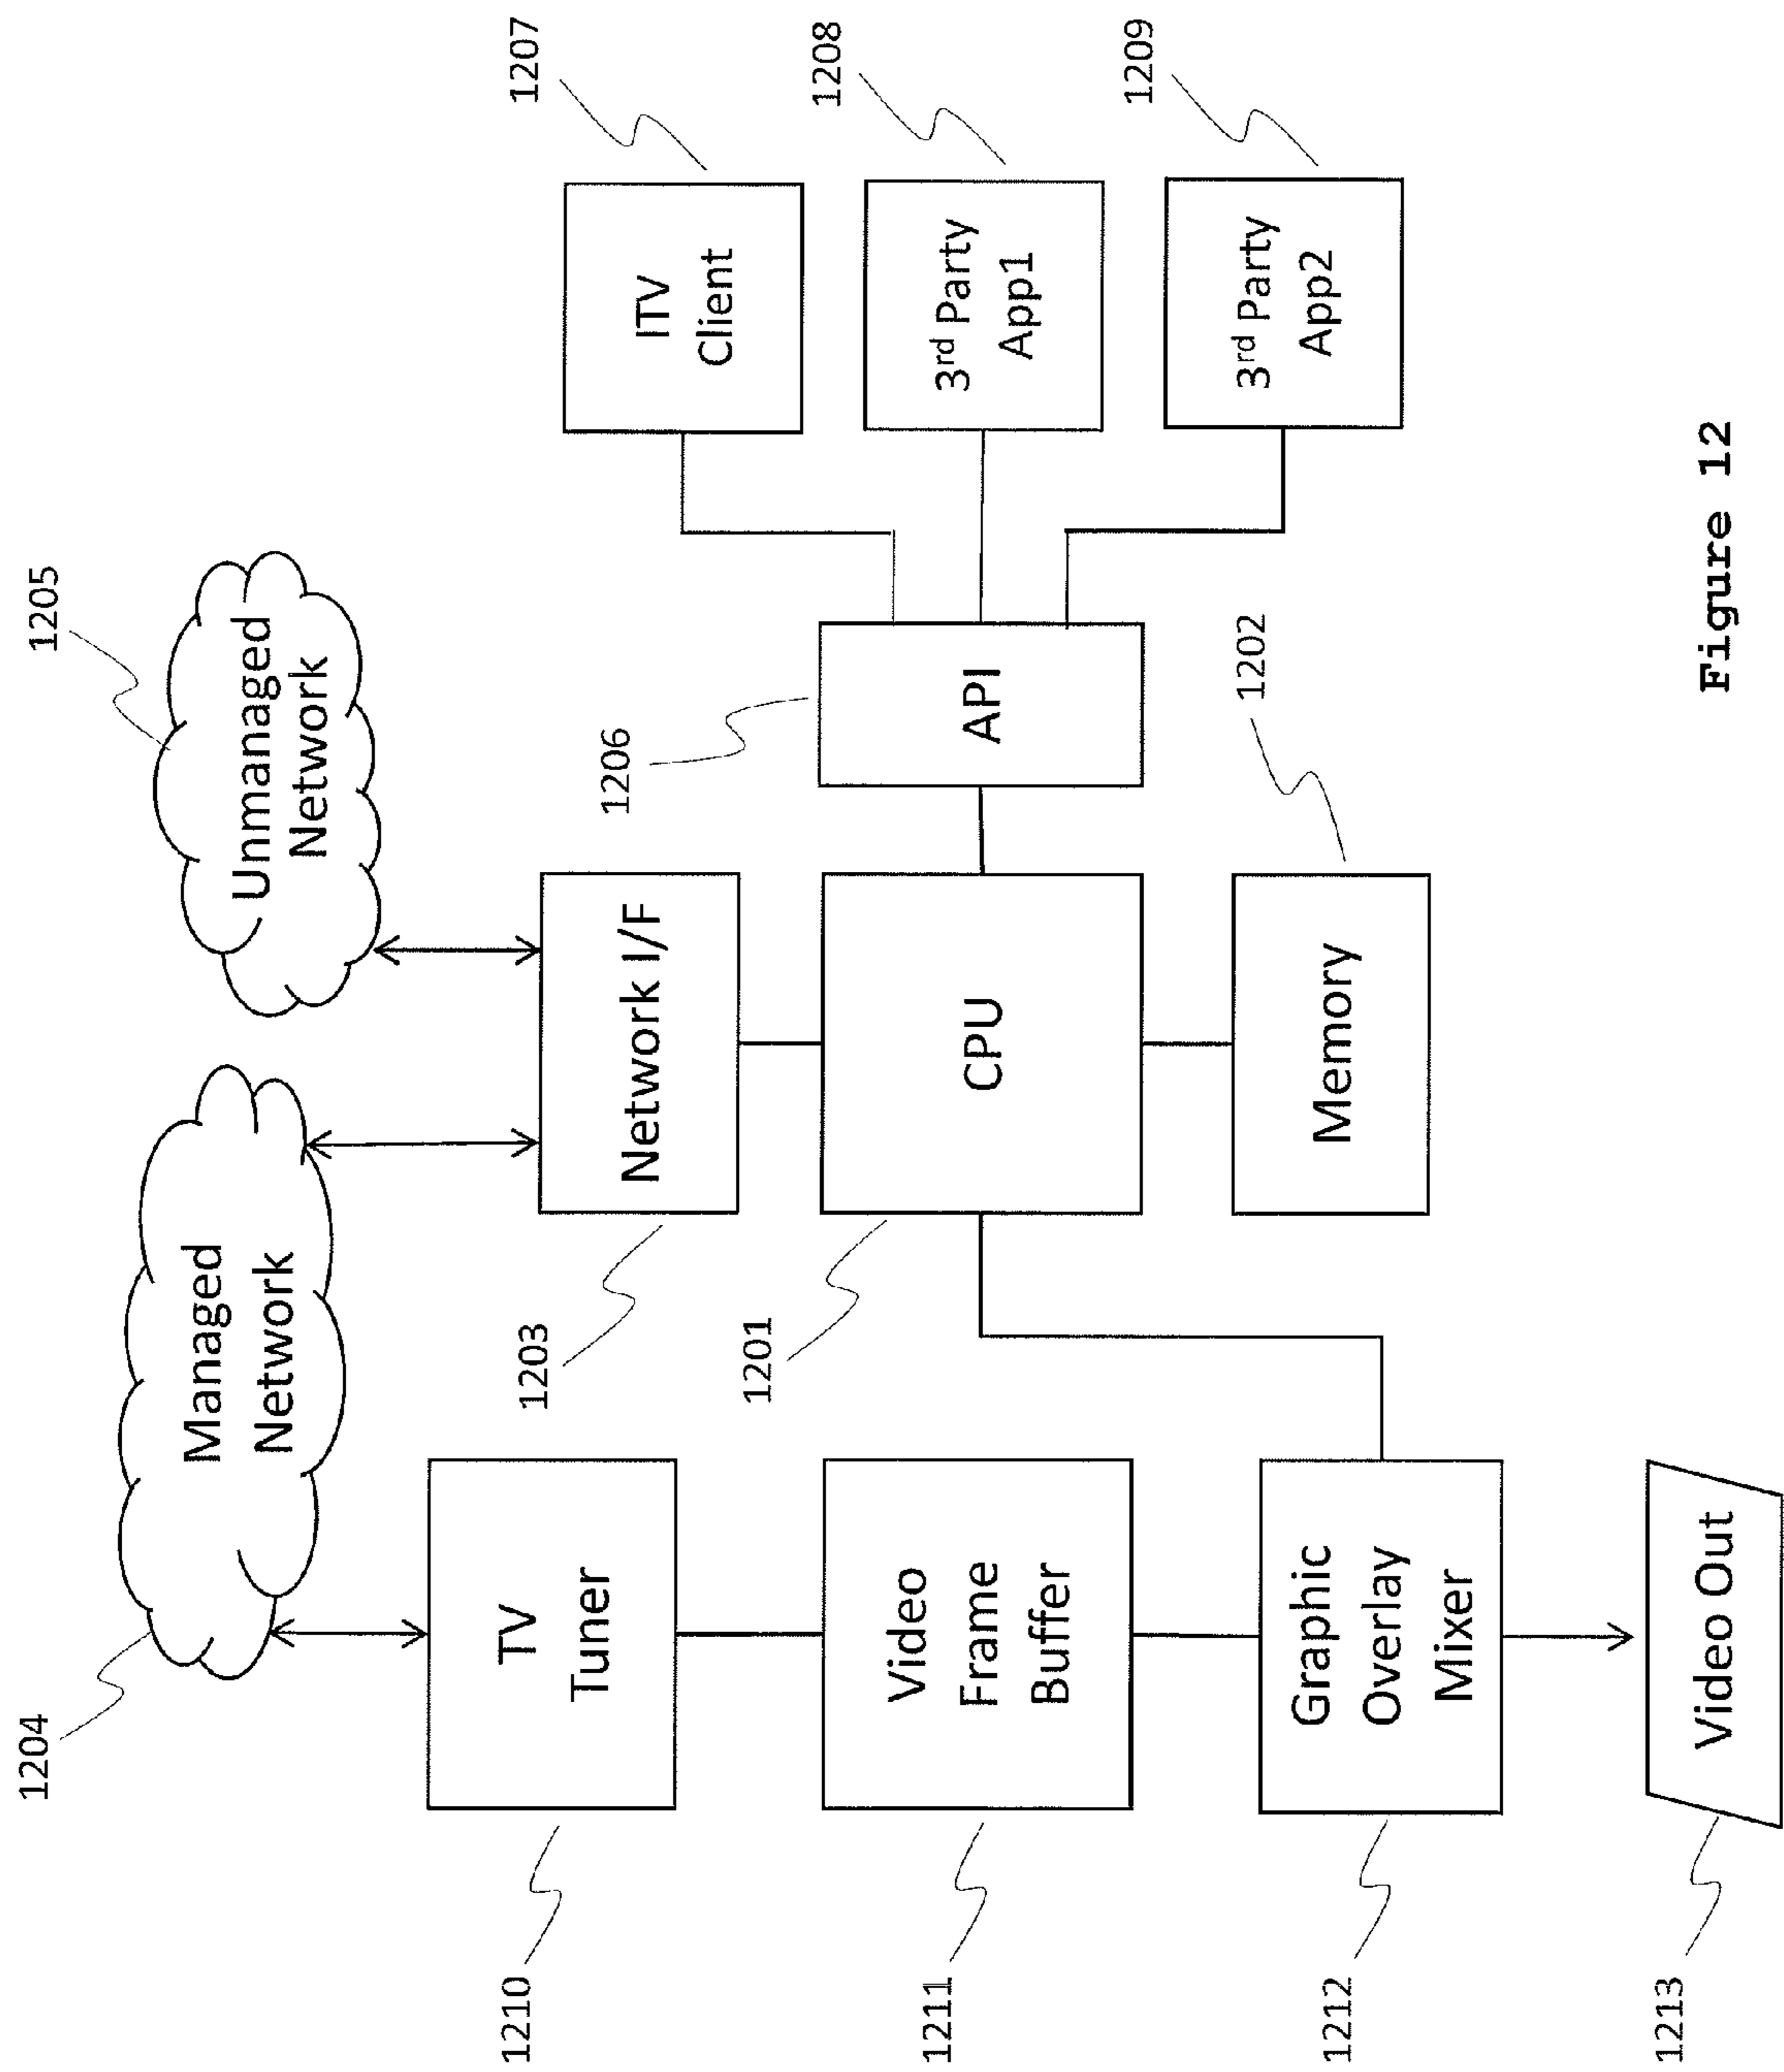 1204
Managed
Network
1205
Unmanaged
Network
1210
TV
Tuner
1203
Network I/F
1207
ITV
Client
1206
API
1208
3rd Party
App1
1211
Video
Frame
Buffer
1201
CPU
1209
3rd Party
App2
1212
Graphic
Overlay
Mixer
1202
Memory
1213
Video Out
Figure 12